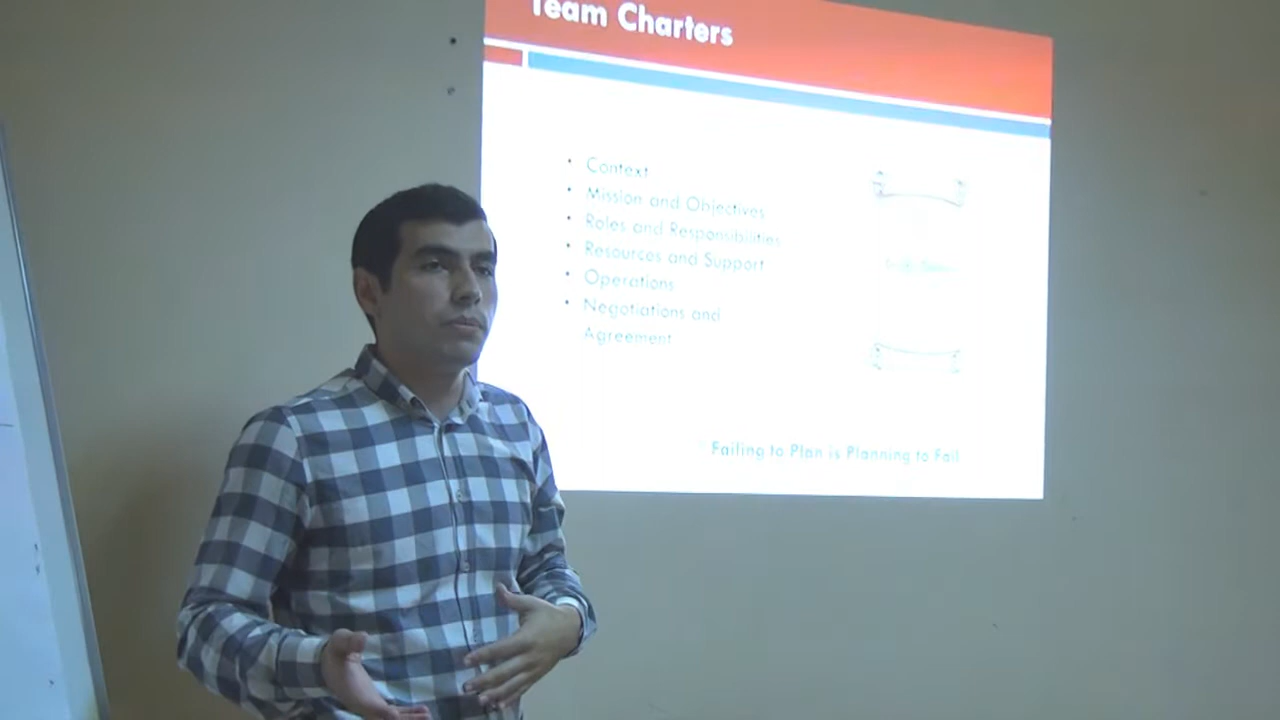 Team Charters
• Context
• Mission and Objectives
• Roles and Responsibilities
• Resources and Support
• Operations
• Negotiations and
Agreement
Failing to Plan is Planning to Fail